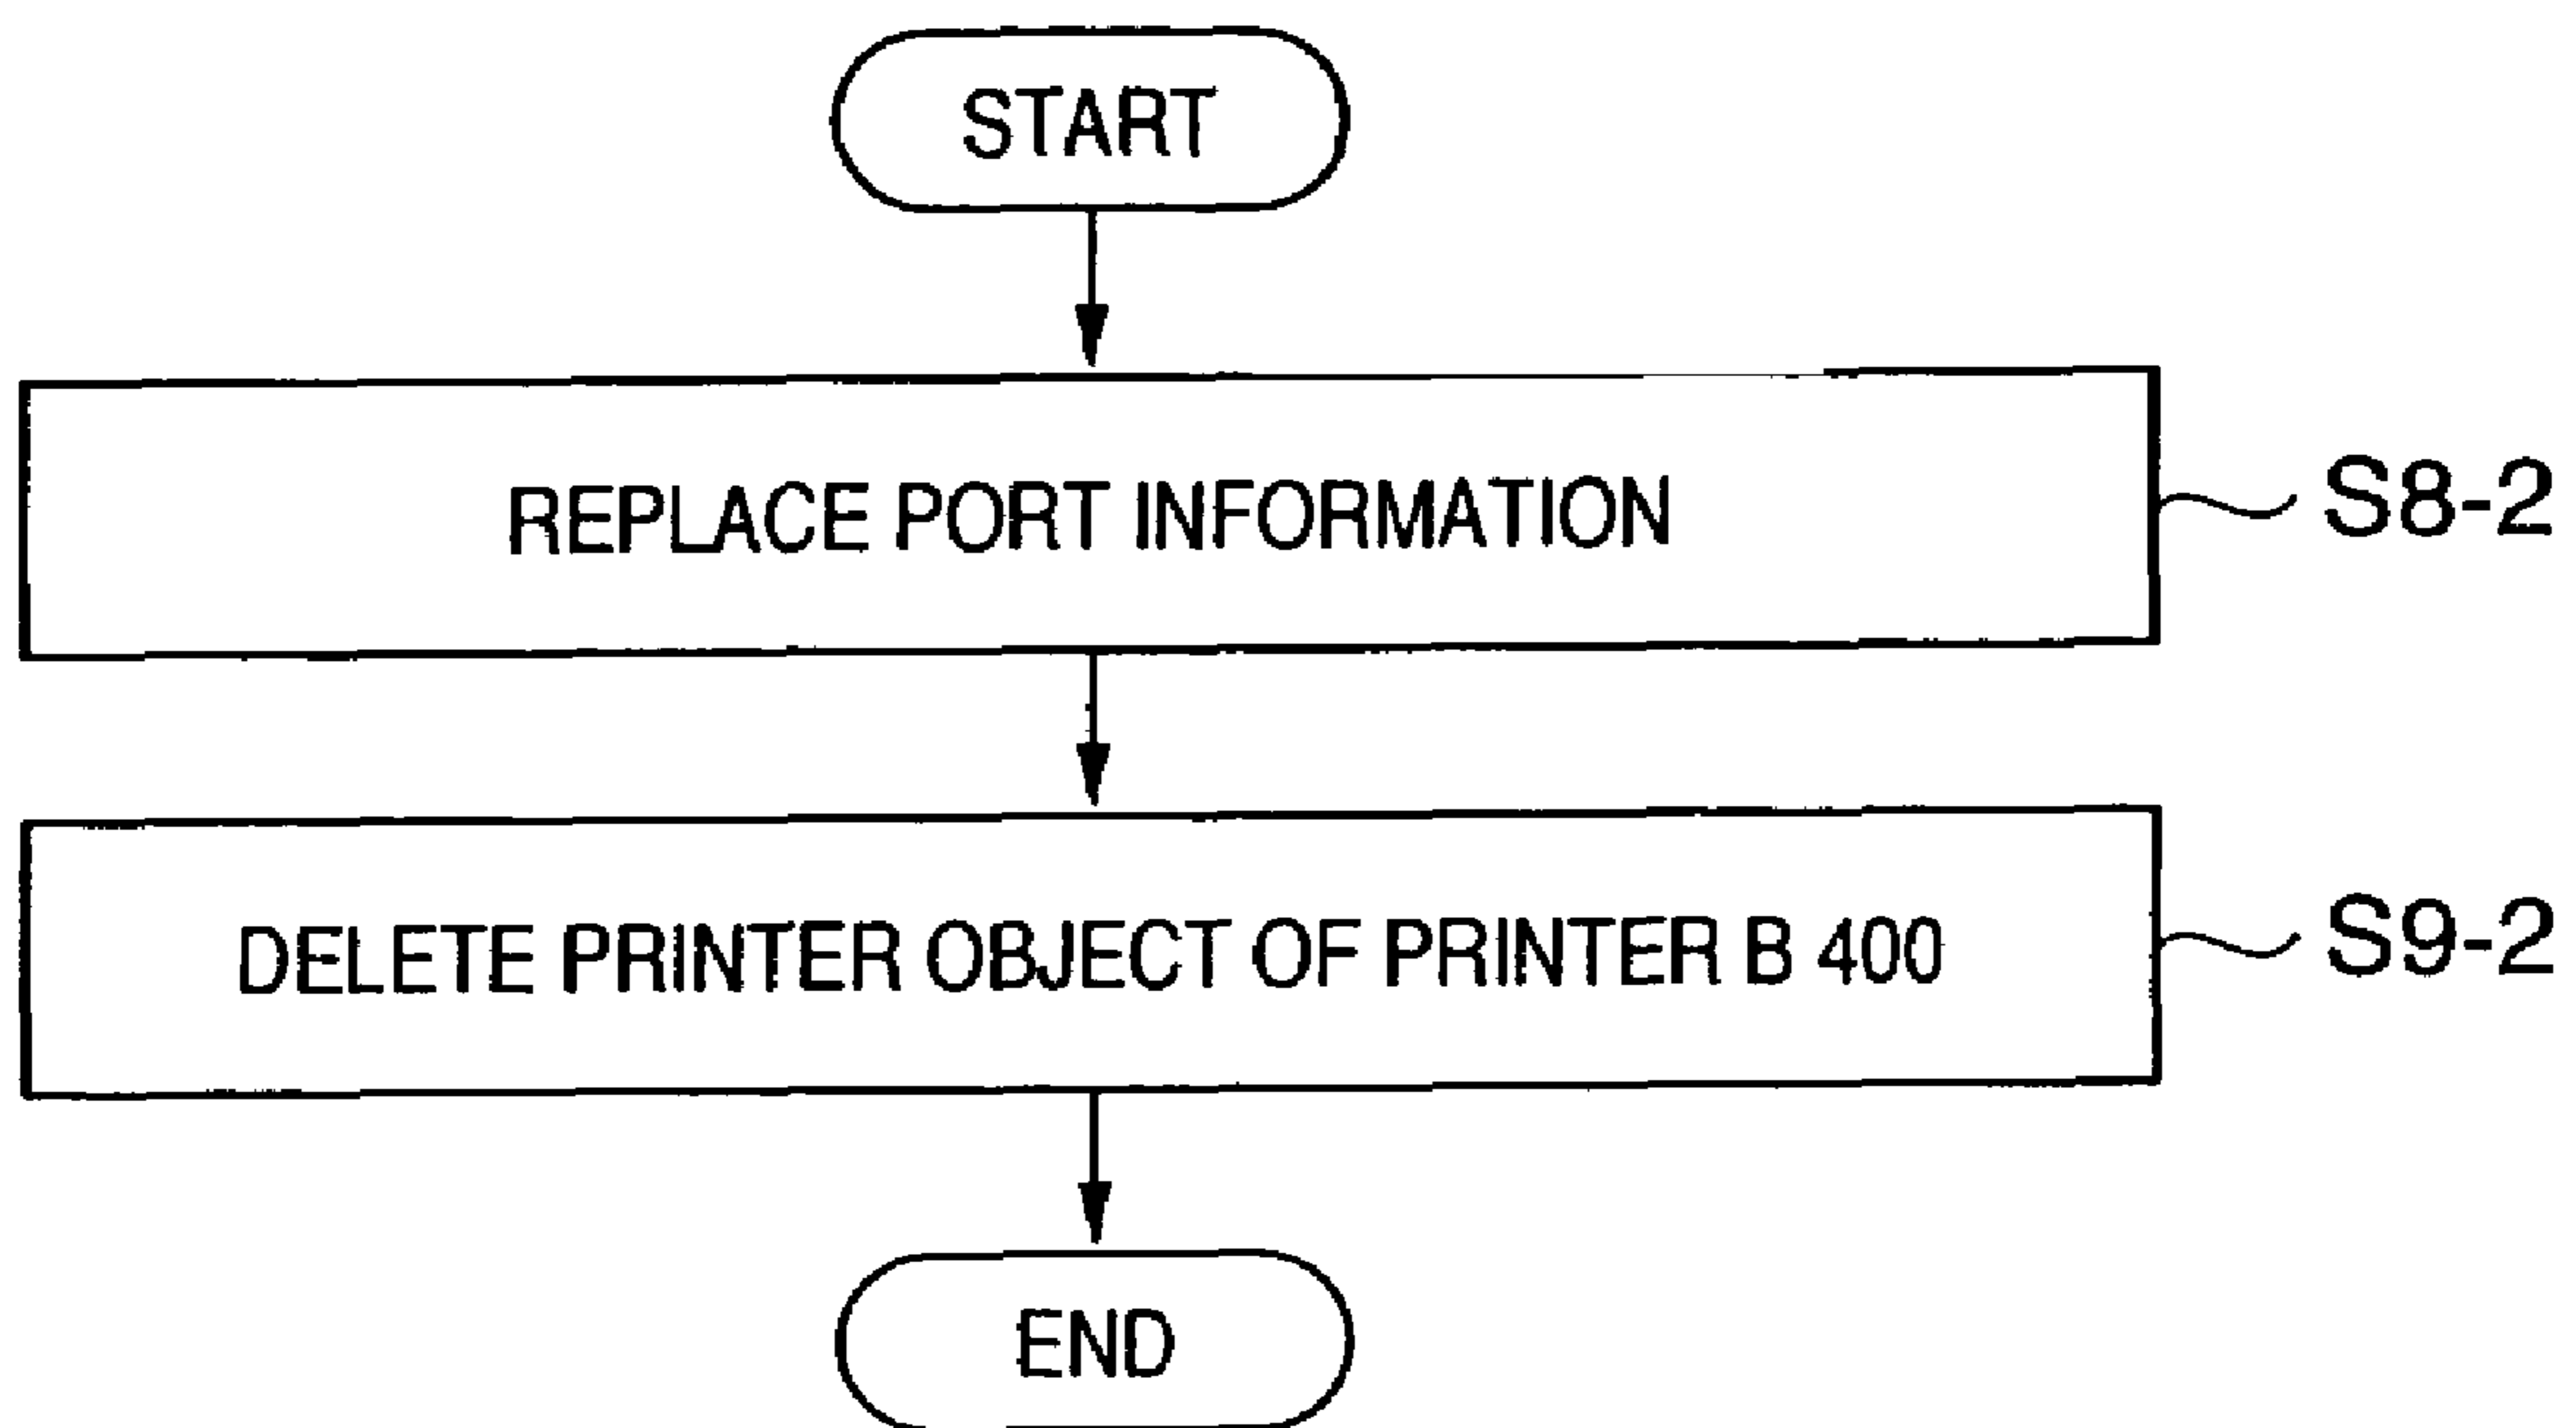 START
REPLACE PORT INFORMATION
S8-2
DELETE PRINTER OBJECT OF PRINTER B 400
S9-2
END